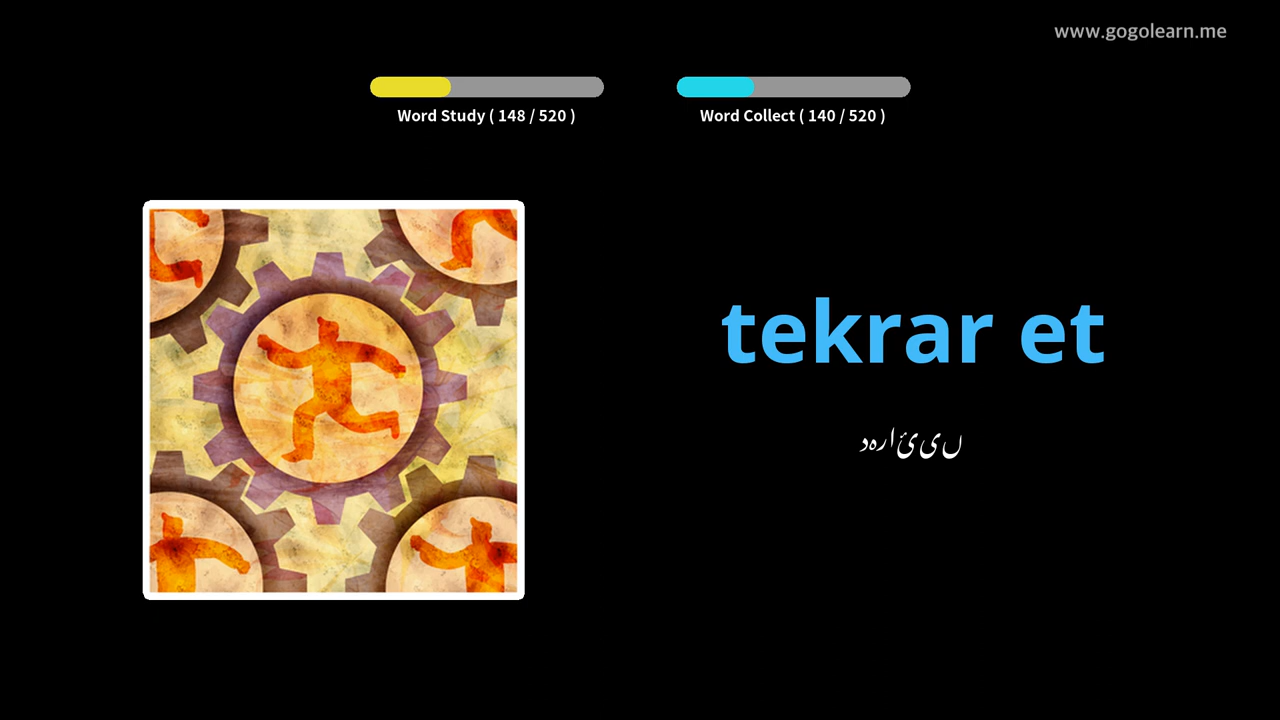 www.gogolearn.me
Word Study ( 148 / 520 )
Word Collect ( 140 / 520 )
tekrar et
دہرائیں